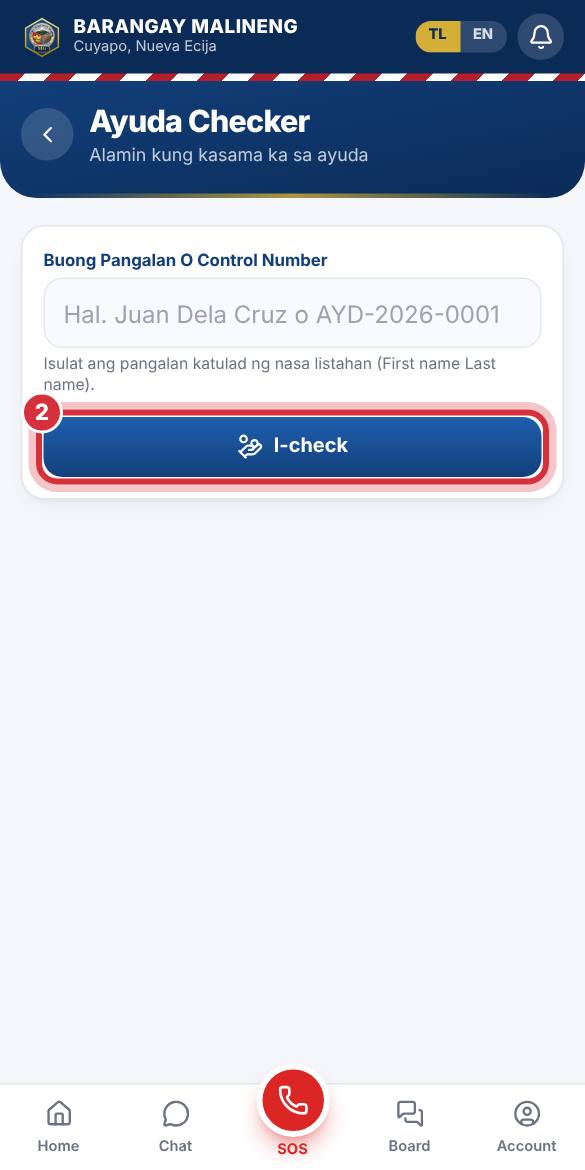 BARANGAY MALINENG
Cuyapo, Nueva Ecija
TL EN
Ayuda Checker
Alamin kung kasama ka sa ayuda
Buong Pangalan O Control Number
Hal. Juan Dela Cruz o AYD-2026-0001
Isulat ang pangalan katulad ng nasa listahan (First name Last
name).
2
I-check
Home
Chat
SOS
Board
Account